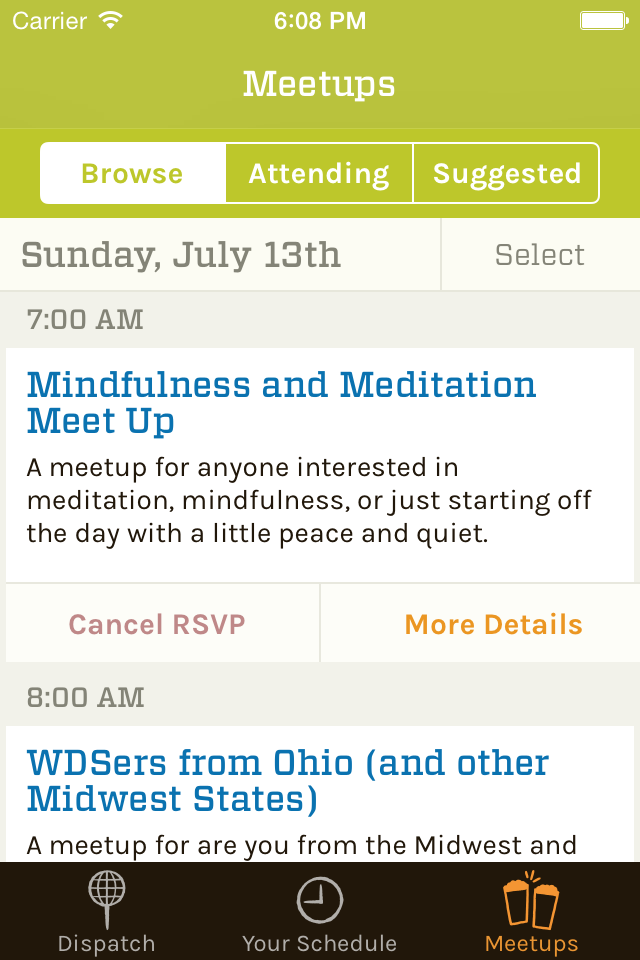 Carrier 6:08 PM
Meetups
Browse Attending Suggested
Sunday, July 13th Select
7:00 AM
Mindfulness and Meditation
Meet Up
A meetup for anyone interested in
meditation, mindfulness, or just starting off
the day with a little peace and quiet.
Cancel RSVP More Details
8:00 AM
WDSers from Ohio (and other
Midwest States)
A meetup for are you from the Midwest and
Dispatch Your Schedule Meetups